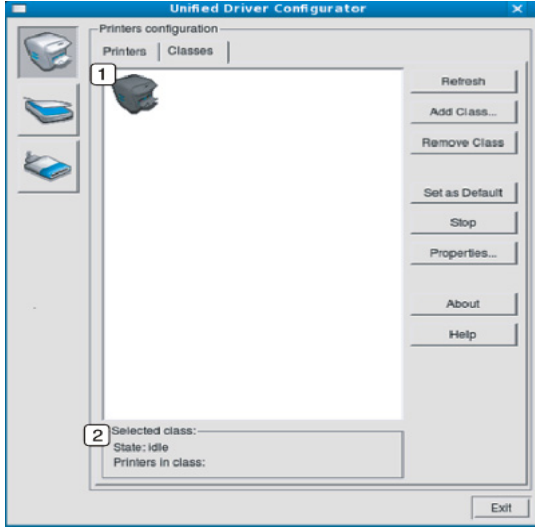 Unified Driver Configurator
Printers configuration
Printers
Classes
1
Refresh
Add Class...
Remove Class
Set as Default
Stop
Properties...
About
Help
2
Selected class:
State: idle
Printers in class:
Exit